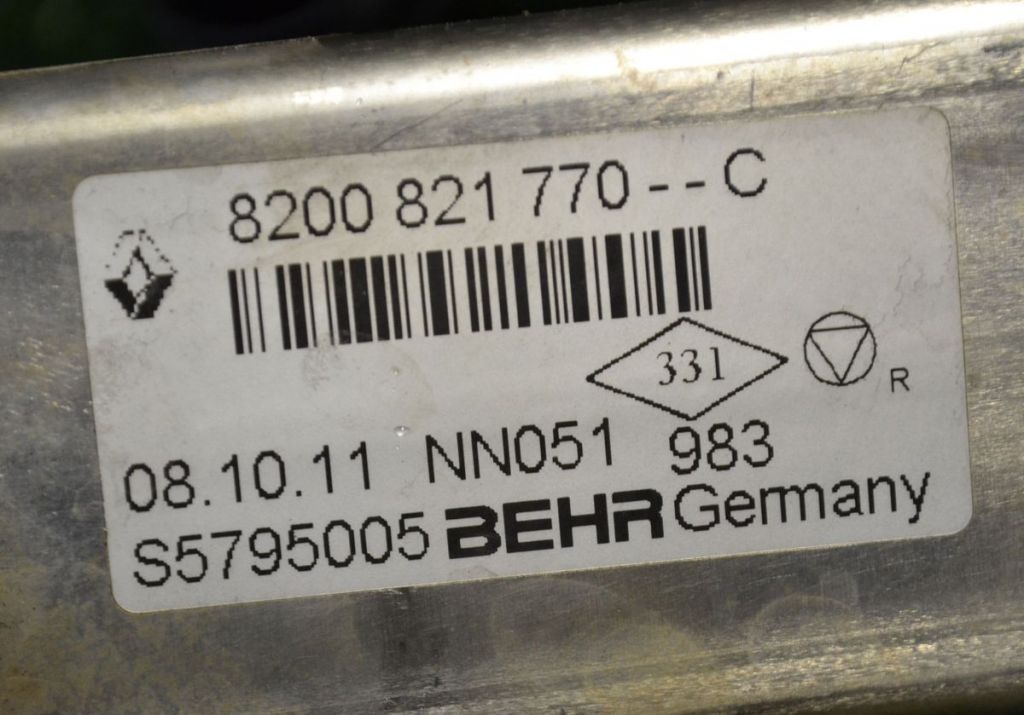 8200 821 770 - - C
331
R
08.10.11 NN051 983
S5795005 BEHR Germany